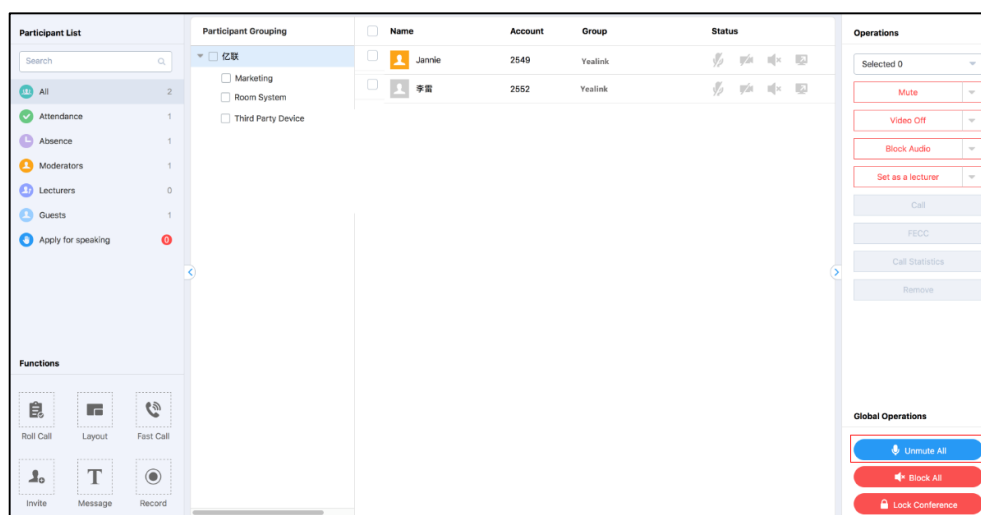 Participant List
Search
All 2
Attendance 1
Absence 1
Moderators 1
Lecturers 0
Guests 1
Apply for speaking 0
Functions
Roll Call Layout Fast Call
Invite Message Record
Participant Grouping
亿联
Marketing
Room System
Third Party Device
Name Account Group Status
Jannie 2549 Yealink
李雷 2552 Yealink
Operations
Selected 0
Mute
Video Off
Block Audio
Set as a lecturer
Call
FECC
Call Statistics
Remove
Global Operations
Unmute All
Block All
Lock Conference